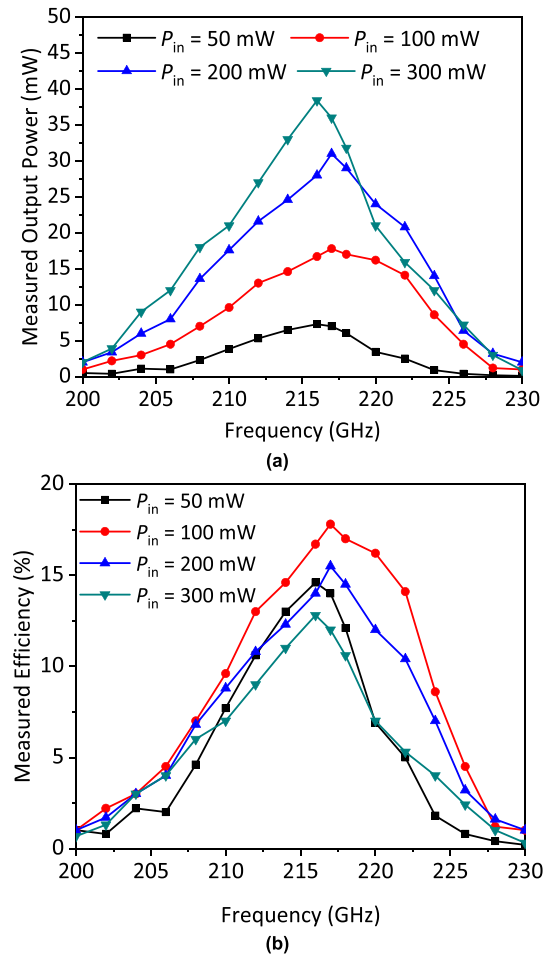 (a)
P_in = 50 mW P_in = 100 mW
P_in = 200 mW P_in = 300 mW
Measured Output Power (mW)
50
45
40
35
30
25
20
15
10
5
0
200 205 210 215 220 225 230
Frequency (GHz)
(a)
20
15
10
5
0
P_in = 50 mW
P_in = 100 mW
P_in = 200 mW
P_in = 300 mW
Measured Efficiency (%)
200 205 210 215 220 225 230
Frequency (GHz)
(b)